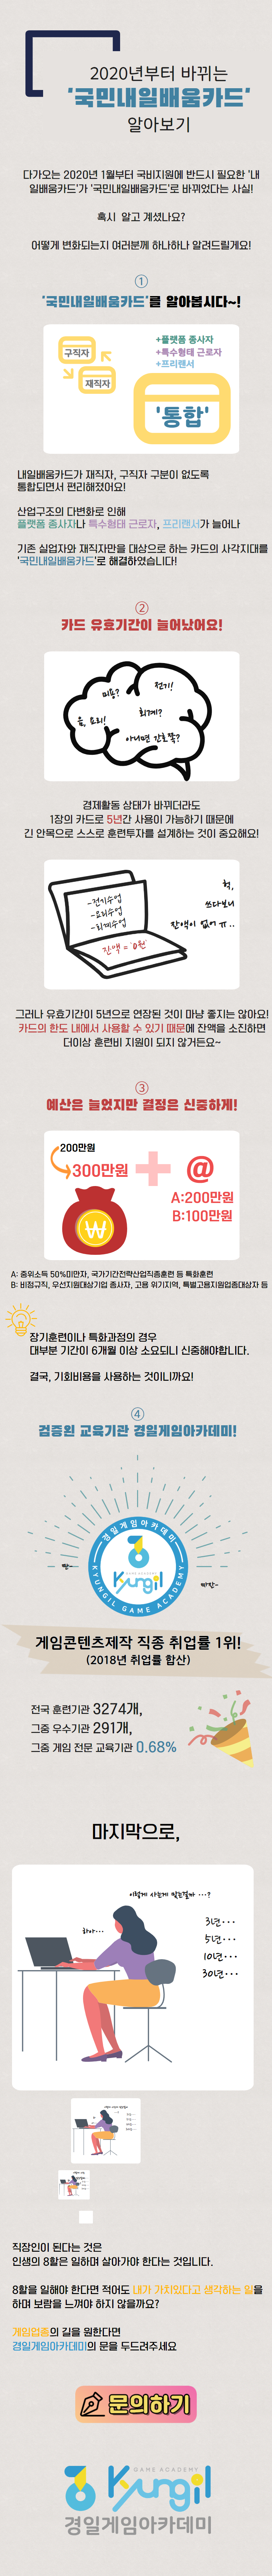 2020년부터 바뀌는
'국민내일배움카드'
알아보기
다가오는 2020년 1월부터 국비지원에 반드시 필요한 '내
일배움카드'가 '국민내일배움카드'로 바뀌었다는 사실!
혹시 알고 계셨나요?
어떻게 변화되는지 여러분께 하나하나 알려드릴게요!
①
'국민내일배움카드'를 알아봅시다~!
구직자
재직자
+플랫폼 종사자
+특수형태 근로자
+프리랜서
'통합'
내일배움카드가 재직자, 구직자 구분이 없도록
통합되면서 편리해졌어요!
산업구조의 다변화로 인해
플랫폼 종사자나 특수형태 근로자, 프리랜서가 늘어나
기존 실업자와 재직자만을 대상으로 하는 카드의 사각지대를
'국민내일배움카드'로 해결하였습니다!
②
카드 유효기간이 늘어났어요!
미용?
전기!
음, 요리!
회계?
아니면 간호쪽?
경제활동 상태가 바뀌더라도
1장의 카드로 5년간 사용이 가능하기 때문에
긴 안목으로 스스로 훈련투자를 설계하는 것이 중요해요!
-전기수업
-요리수업
-회계수업
잔액 = '0원'
헉,
쓰다보니
잔액이 없어 ㅠ..
그러나 유효기간이 5년으로 연장된 것이 마냥 좋지는 않아요!
카드의 한도 내에서 사용할 수 있기 때문에 잔액을 소진하면
더이상 훈련비 지원이 되지 않거든요~
③
예산은 늘었지만 결정은 신중하게!
200만원
300만원
+
@
A:200만원
B:100만원
₩
A: 중위소득 50%미만자, 국가기간전략산업직종훈련 등 특화훈련
B: 비정규직, 우선지원대상기업 종사자, 고용 위기지역, 특별고용지원업종대상자 등
장기훈련이나 특화과정의 경우
대부분 기간이 6개월 이상 소요되니 신중해야합니다.
결국, 기회비용을 사용하는 것이니까요!
④
검증된 교육기관 경일게임아카데미!
경일게임아카데미
GAME ACADEMY
Kyungil
KYUNGIL GAME ACADEMY
짠-
게임콘텐츠제작 직종 취업률 1위!
(2018년 취업률 합산)
전국 훈련기관 3274개,
그중 우수기관 291개,
그중 게임 전문 교육기관 0.68%
마지막으로,
이렇게 사는게 맞는걸까 ...?
하아...
3년...
5년...
10년...
30년...
직장인이 된다는 것은
인생의 8할은 일하며 살아가야 한다는 것입니다.
8할을 일해야 한다면 적어도 내가 가치있다고 생각하는 일을
하며 보람을 느껴야 하지 않을까요?
게임업종의 길을 원한다면
경일게임아카데미의 문을 두드려주세요
문의하기
GAME ACADEMY
Kyungil
경일게임아카데미